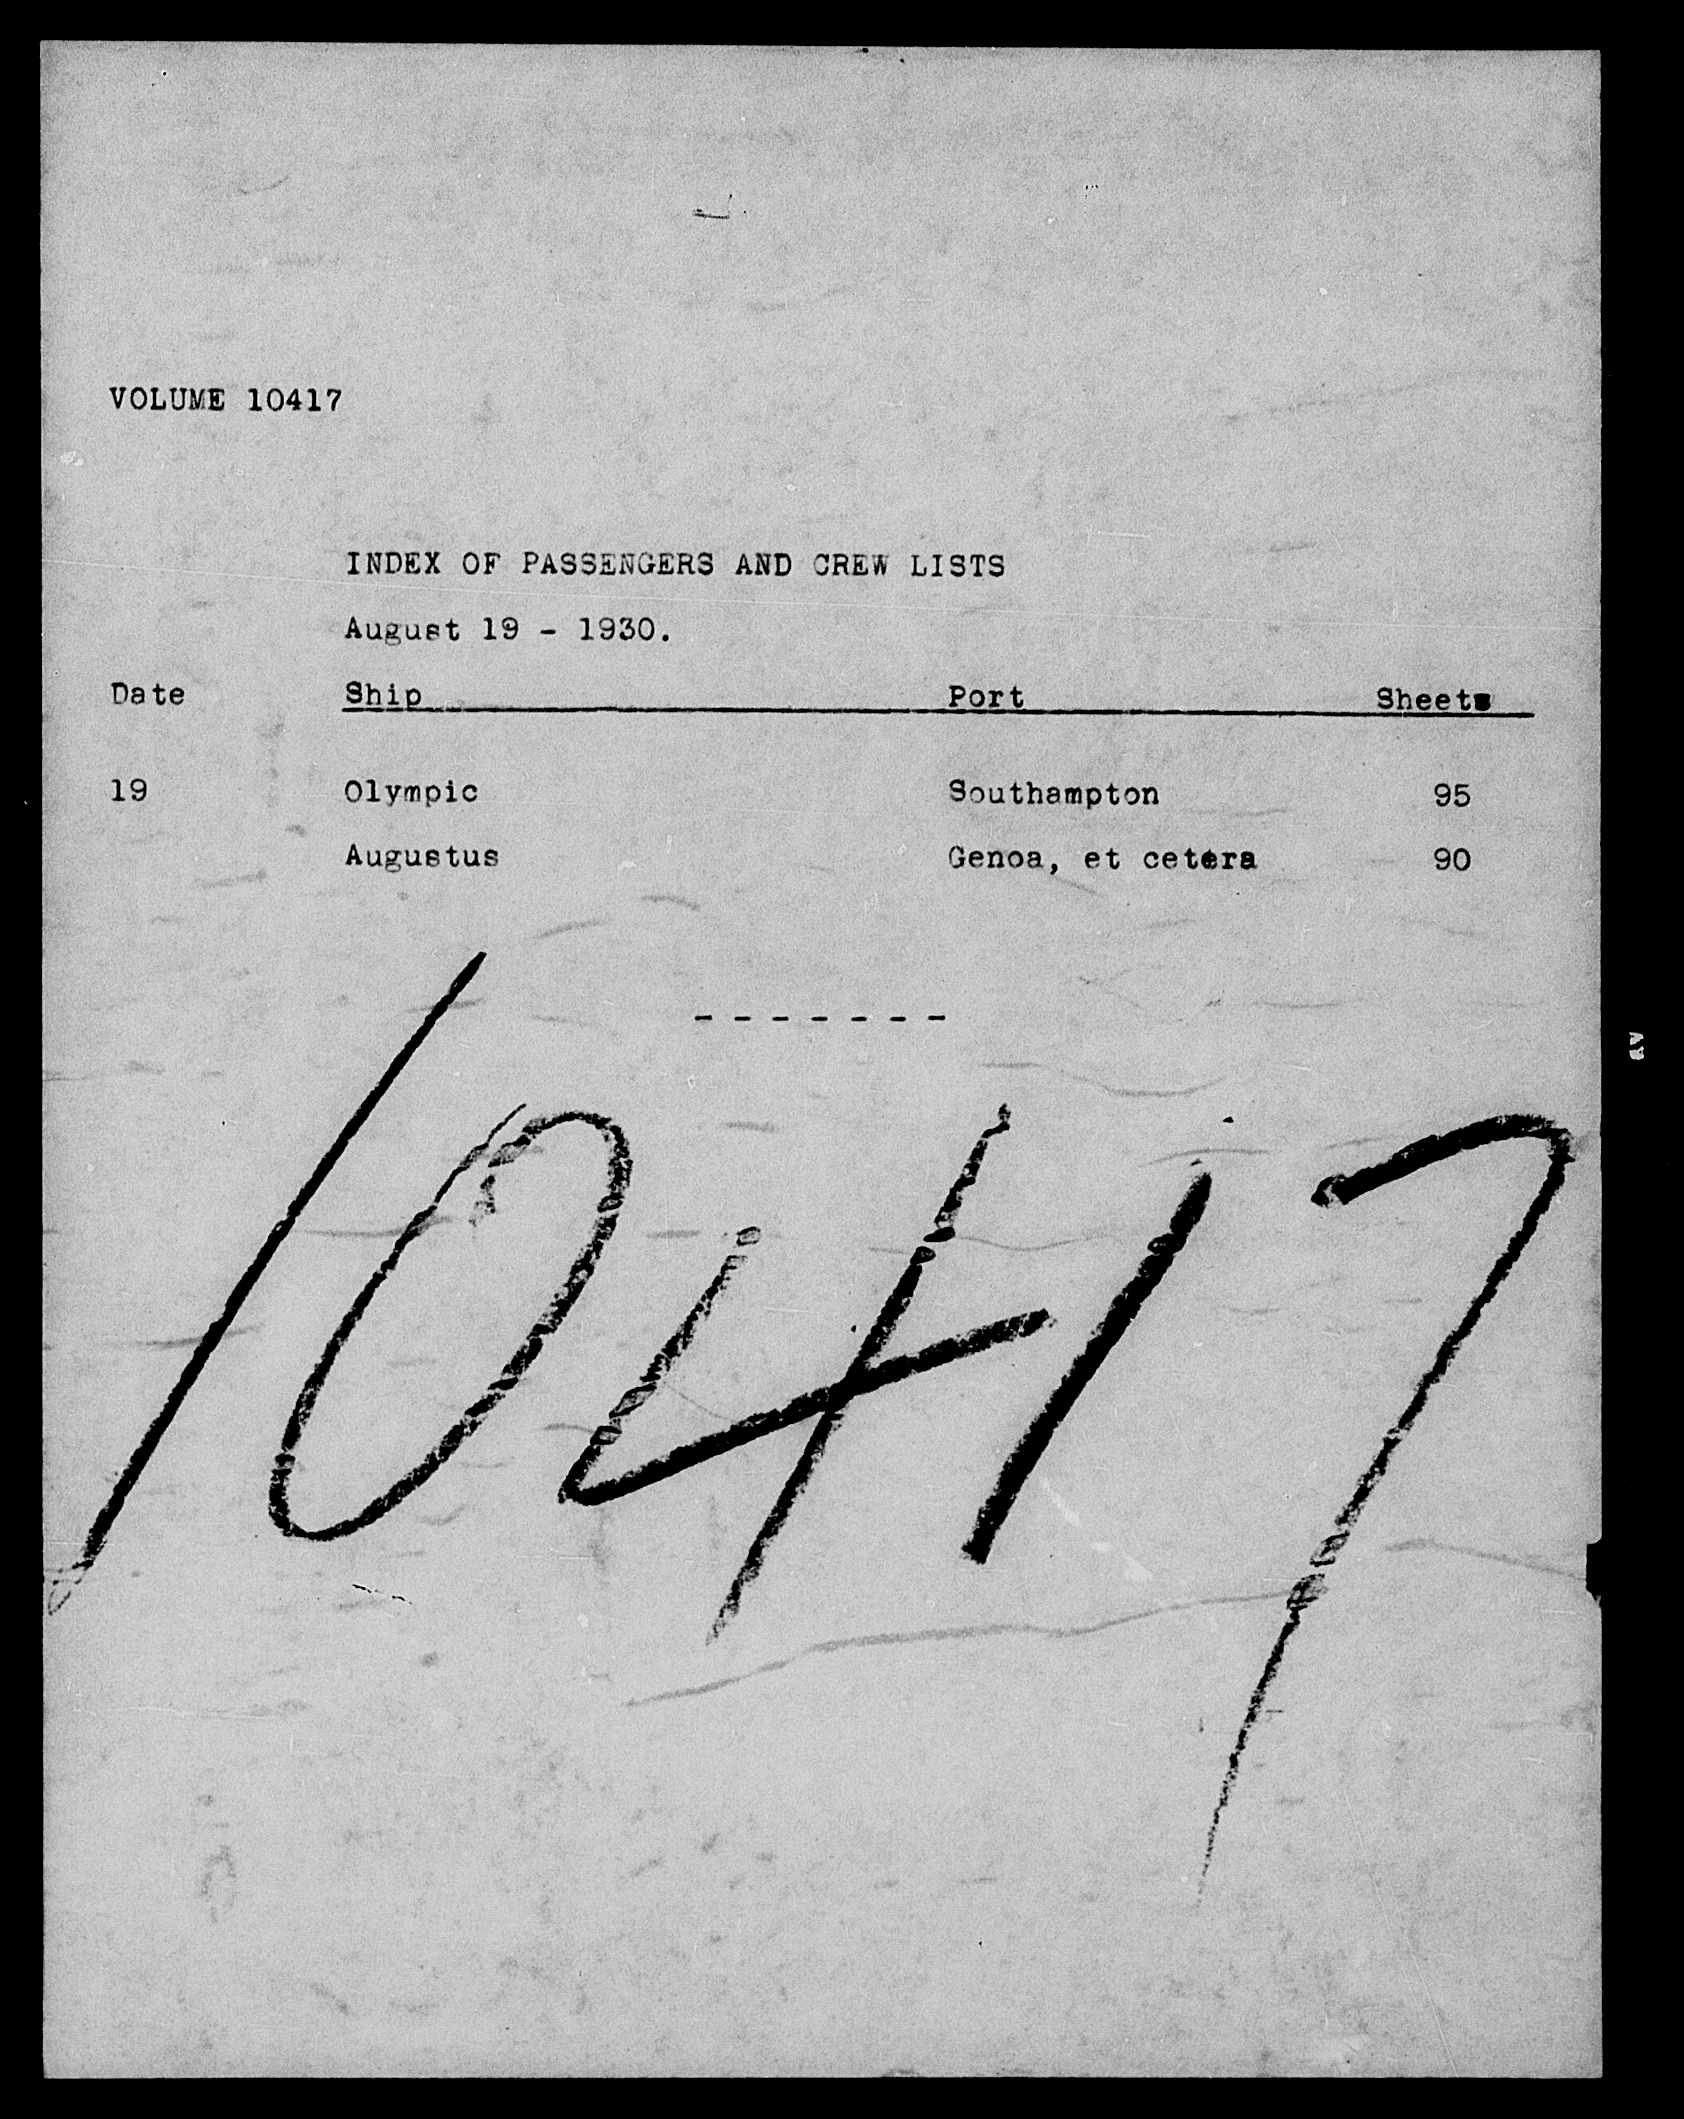 VOLUME 10417
INDEX OF PASSENGERS AND CREW LISTS
August 19 - 1930.
Date Ship Port Sheets
19 Olympic Southampton 95
Augustus Genoa, et cetera 90
- - - - - - -
10417